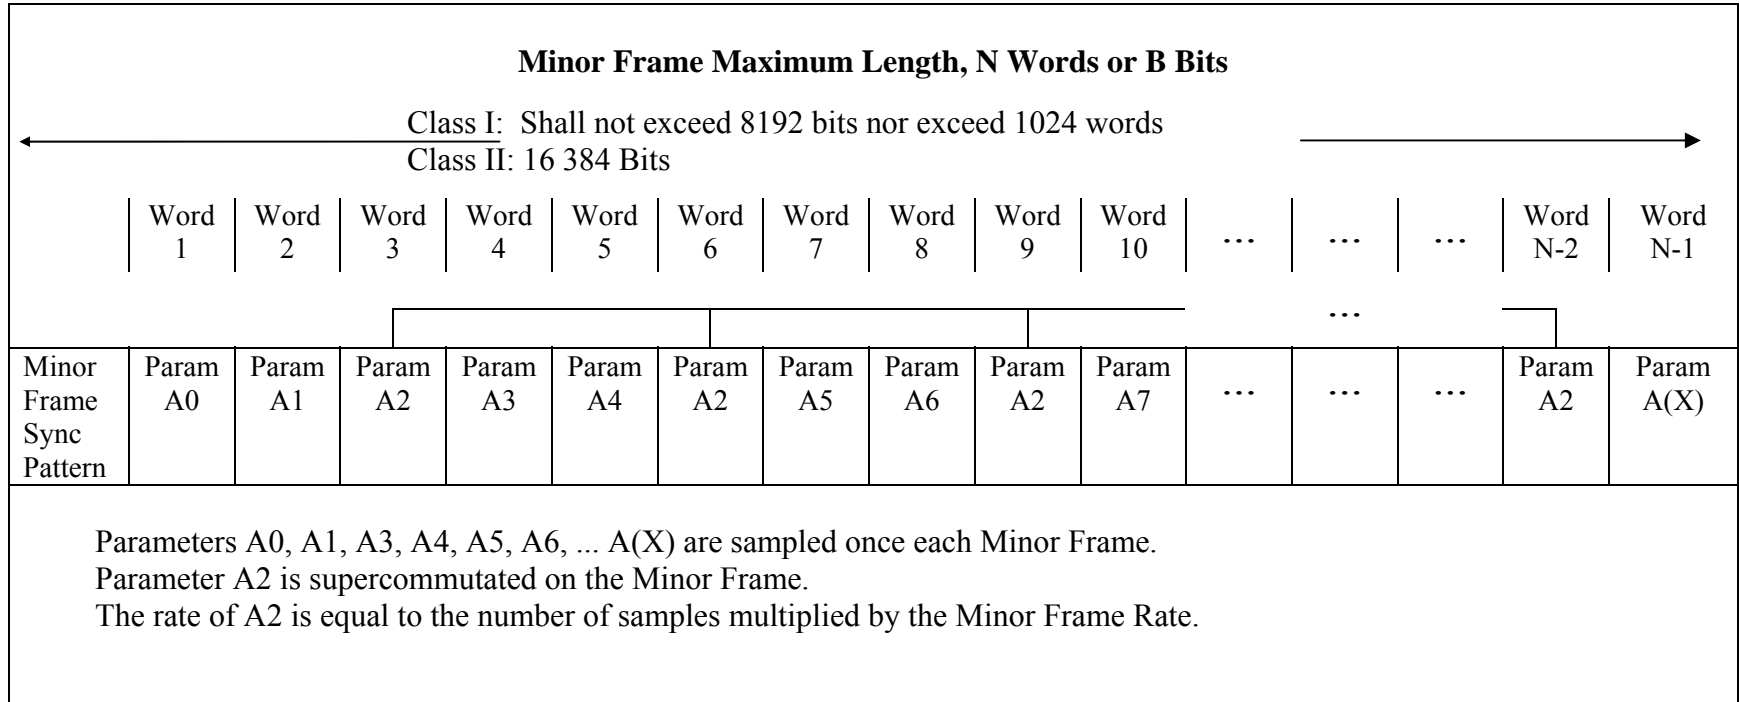 Minor Frame Maximum Length, N Words or B Bits
Class I:  Shall not exceed 8192 bits nor exceed 1024 words
Class II: 16 384 Bits
Word Word Word Word Word Word Word Word Word Word ... ... ... Word Word
1 2 3 4 5 6 7 8 9 10 N-2 N-1
...
Minor Param Param Param Param Param Param Param Param Param Param ... ... ... Param Param
Frame A0 A1 A2 A3 A4 A2 A5 A6 A2 A7 A2 A(X)
Sync
Pattern
Parameters A0, A1, A3, A4, A5, A6, ... A(X) are sampled once each Minor Frame.
Parameter A2 is supercommutated on the Minor Frame.
The rate of A2 is equal to the number of samples multiplied by the Minor Frame Rate.